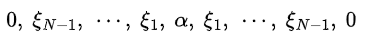 0, ξ_{N−1}, ⋯, ξ_1, α, ξ_1, ⋯, ξ_{N−1}, 0